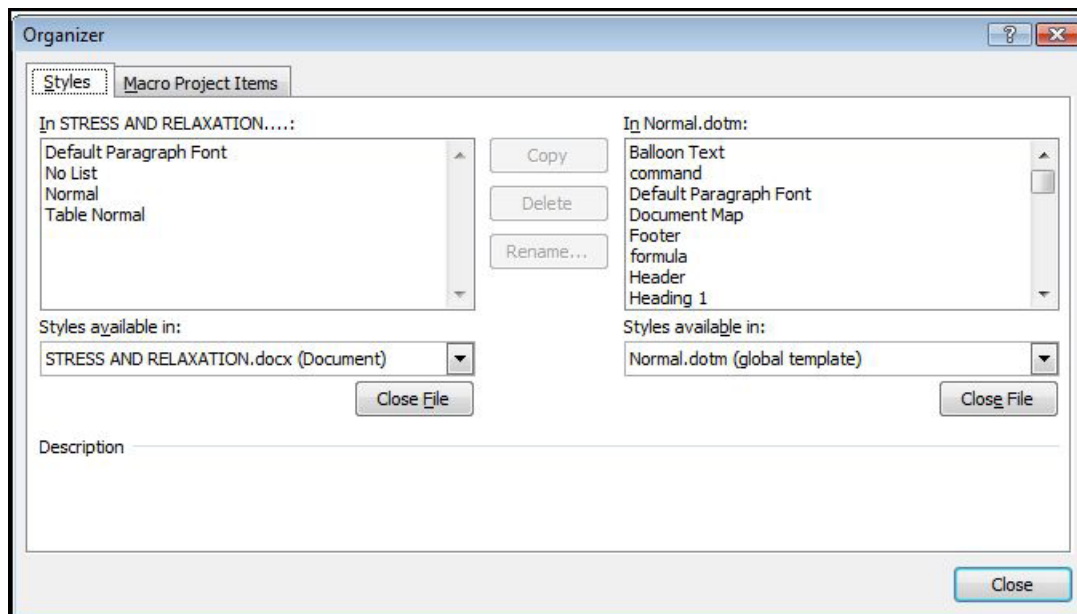 Organizer
Styles
Macro Project Items
In STRESS AND RELAXATION....:
Default Paragraph Font
No List
Normal
Table Normal
Copy
Delete
Rename...
In Normal.dotm:
Balloon Text
command
Default Paragraph Font
Document Map
Footer
formula
Header
Heading 1
Styles available in:
STRESS AND RELAXATION.docx (Document)
Close File
Styles available in:
Normal.dotm (global template)
Close File
Description
Close